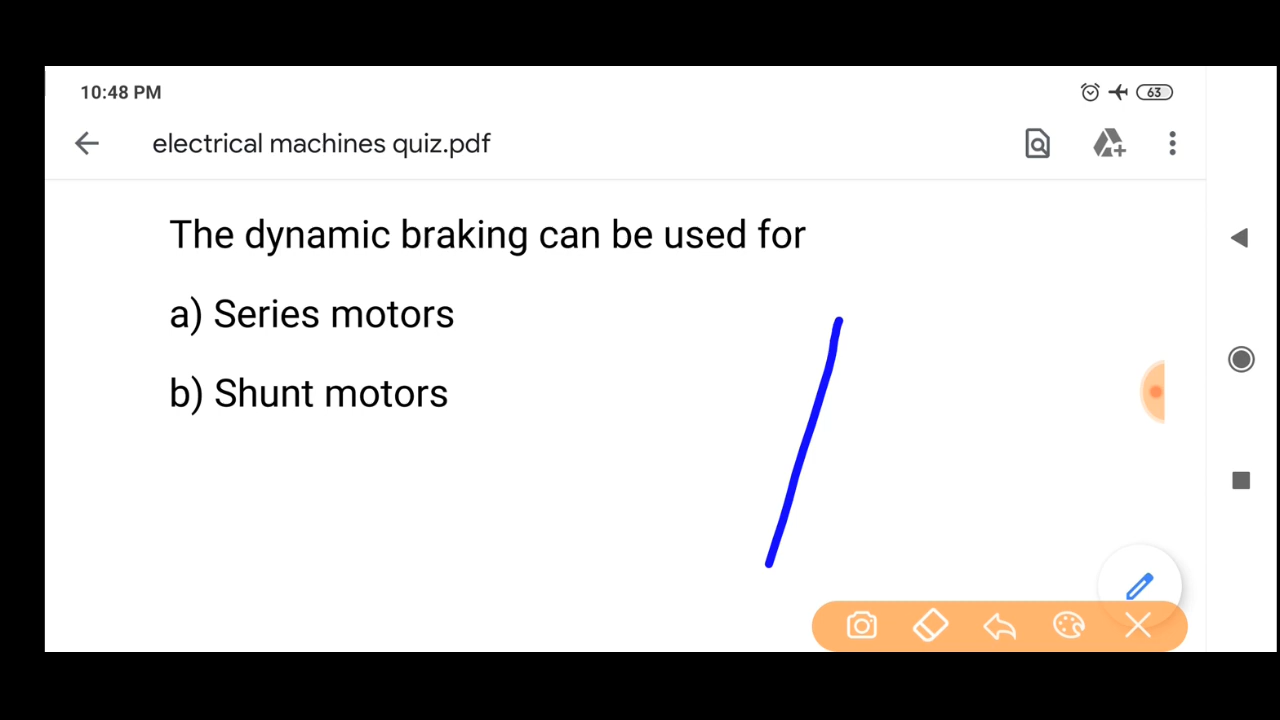 10:48 PM
63
electrical machines quiz.pdf
The dynamic braking can be used for
a) Series motors
b) Shunt motors